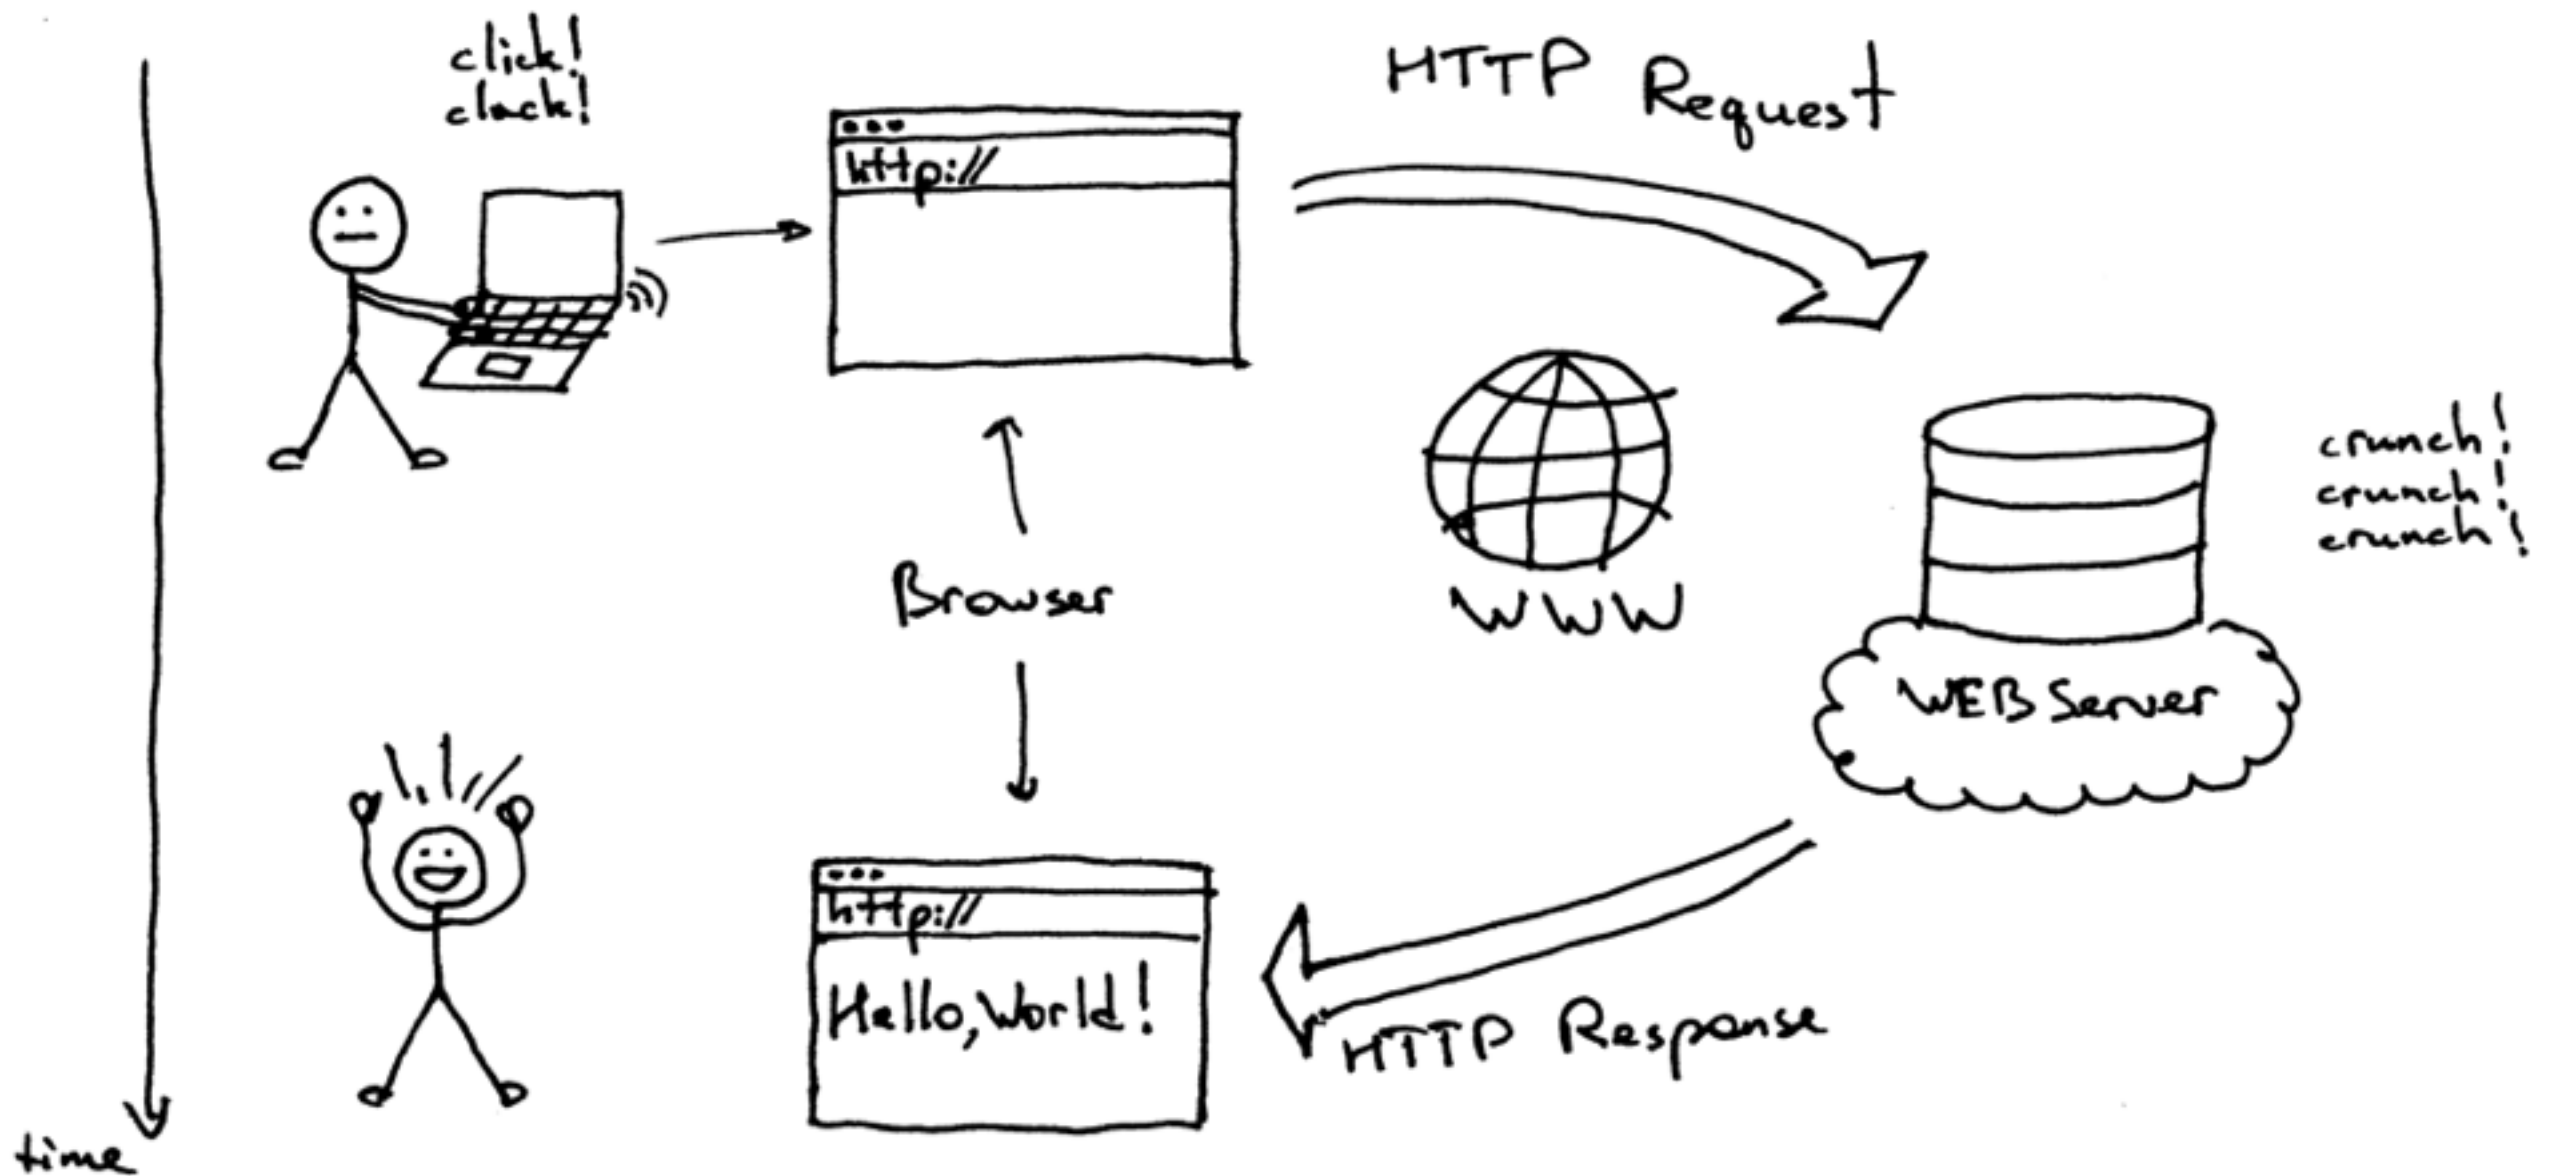 click!
clack!
HTTP Request
http://
crunch!
crunch!
crunch!
Browser
WWW
WEB Server
http://
Hello, World!
HTTP Response
time